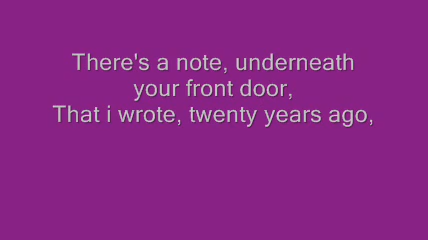 There's a note, underneath
your front door,
That i wrote, twenty years ago,